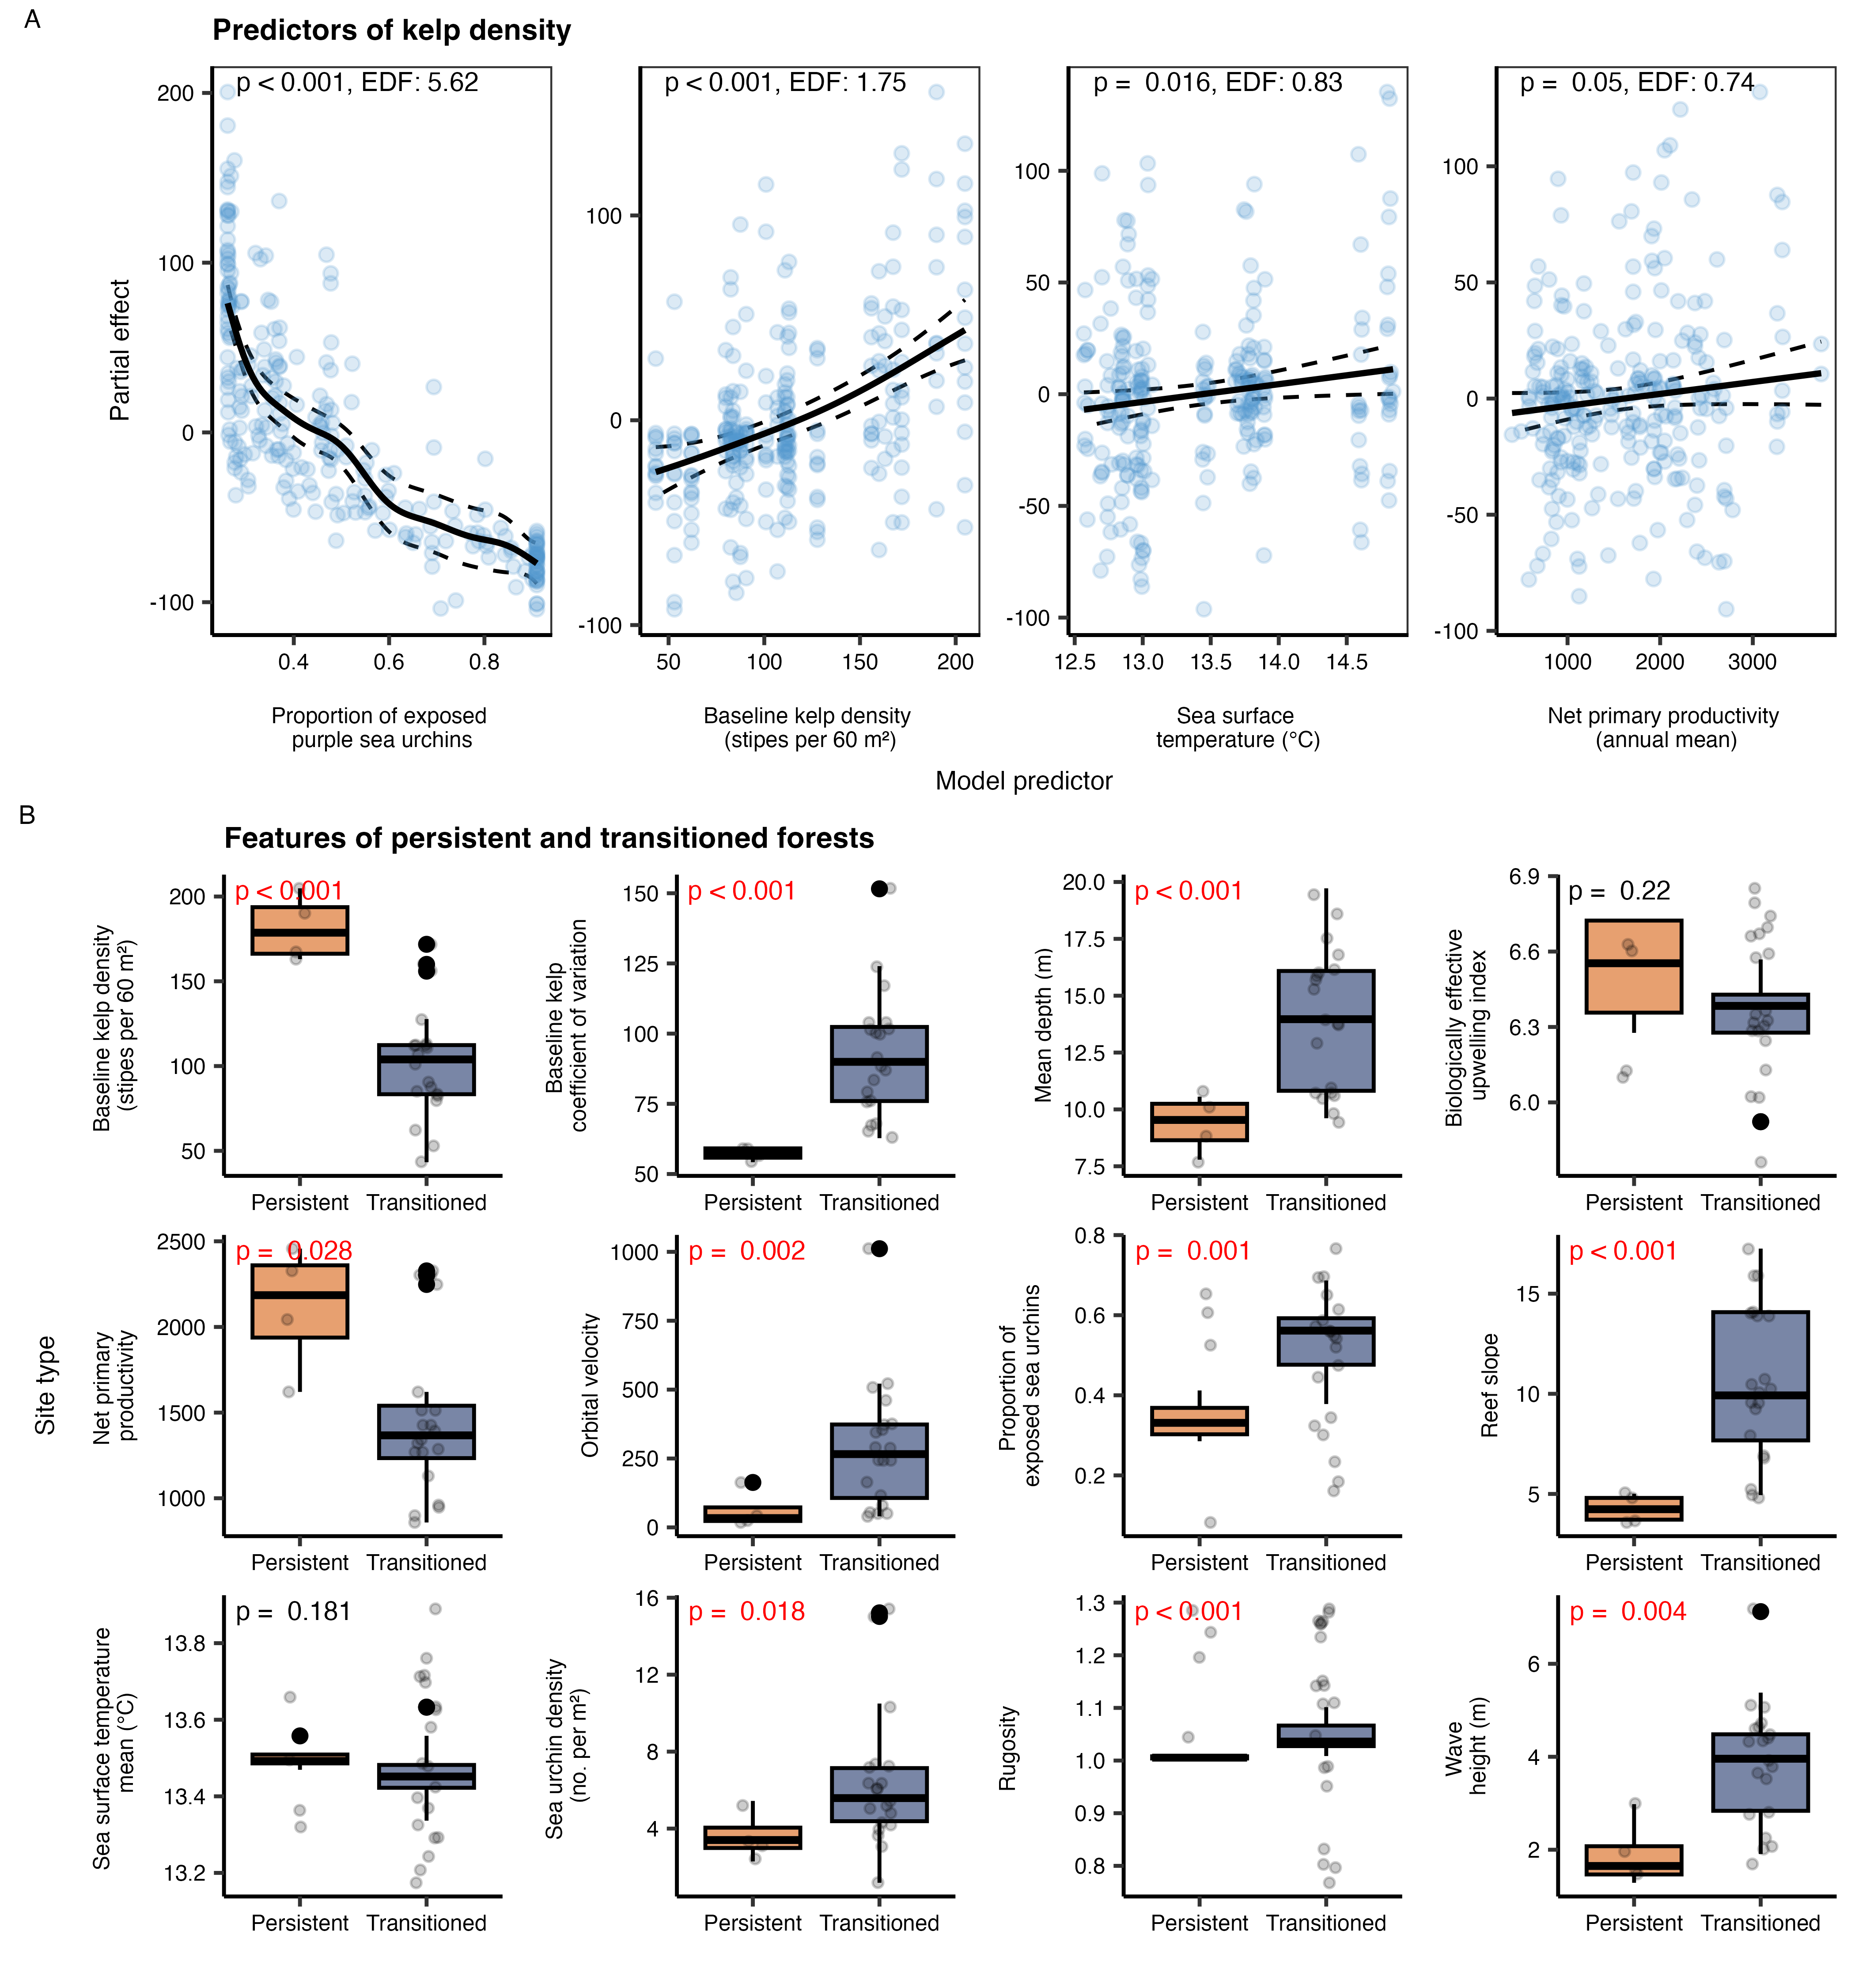 A
Predictors of kelp density
p < 0.001, EDF: 5.62
p < 0.001, EDF: 1.75
p = 0.016, EDF: 0.83
p = 0.05, EDF: 0.74
Partial effect
200
100
0
-100
0.4 0.6 0.8
100
0
-100
50 100 150 200
100
50
0
-50
-100
12.5 13.0 13.5 14.0 14.5
100
50
0
-50
-100
1000 2000 3000
Proportion of exposed
purple sea urchins
Baseline kelp density
(stipes per 60 m²)
Sea surface
temperature (°C)
Net primary productivity
(annual mean)
Model predictor
B
Features of persistent and transitioned forests
Site type
Baseline kelp density
(stipes per 60 m²)
200
150
100
50
p < 0.001
Persistent Transitioned
Baseline kelp
coefficient of variation
150
125
100
75
50
p < 0.001
Persistent Transitioned
Mean depth (m)
20.0
17.5
15.0
12.5
10.0
7.5
p < 0.001
Persistent Transitioned
Biologically effective
upwelling index
6.9
6.6
6.3
6.0
p = 0.22
Persistent Transitioned
Net primary
productivity
2500
2000
1500
1000
p = 0.028
Persistent Transitioned
Orbital velocity
1000
750
500
250
0
p = 0.002
Persistent Transitioned
Proportion of
exposed sea urchins
0.8
0.6
0.4
0.2
p = 0.001
Persistent Transitioned
Reef slope
15
10
5
p < 0.001
Persistent Transitioned
Sea surface temperature
mean (°C)
13.8
13.6
13.4
13.2
p = 0.181
Persistent Transitioned
Sea urchin density
(no. per m²)
16
12
8
4
p = 0.018
Persistent Transitioned
Rugosity
1.3
1.2
1.1
1.0
0.9
0.8
p < 0.001
Persistent Transitioned
Wave
height (m)
6
4
2
p = 0.004
Persistent Transitioned